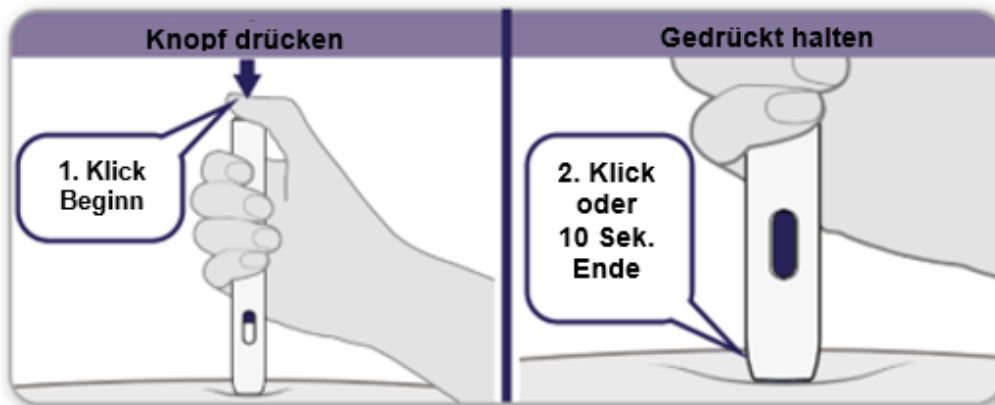 Knopf drücken
1. Klick
Beginn
Gedrückt halten
2. Klick
oder
10 Sek.
Ende